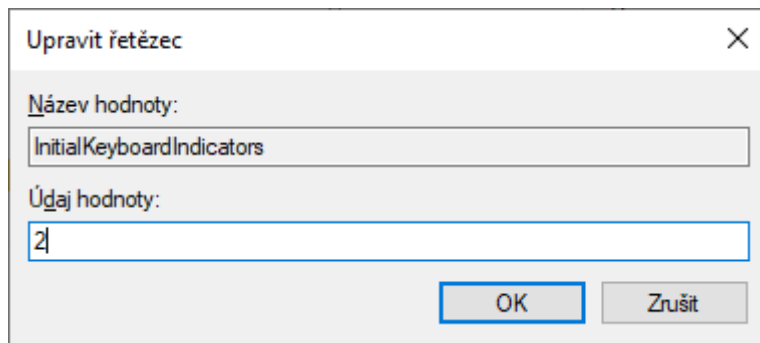 Upravit řetězec
Název hodnoty:
InitialKeyboardIndicators
Údaj hodnoty:
2
OK Zrušit